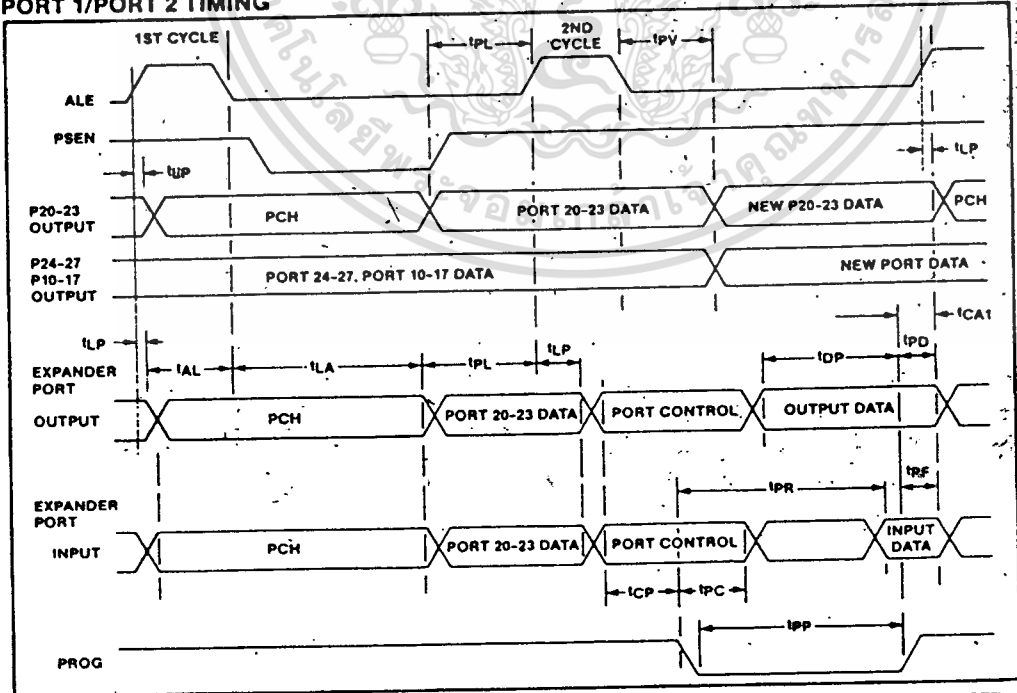 PORT 1/PORT 2 TIMING
1ST CYCLE
tPL
2ND
CYCLE
tPV
ALE
PSEN
tLP
tLP
P20-23
OUTPUT
PCH
PORT 20-23 DATA
NEW P20-23 DATA
PCH
P24-27
P10-17
OUTPUT
PORT 24-27, PORT 10-17 DATA
NEW PORT DATA
tCA1
tLP
tAL
tLA
tPL
tLP
tDP
tPD
EXPANDER
PORT
OUTPUT
PCH
PORT 20-23 DATA
PORT CONTROL
OUTPUT DATA
tPR
tRF
EXPANDER
PORT
INPUT
PCH
PORT 20-23 DATA
PORT CONTROL
INPUT
DATA
tCP
tPC
tPP
PROG